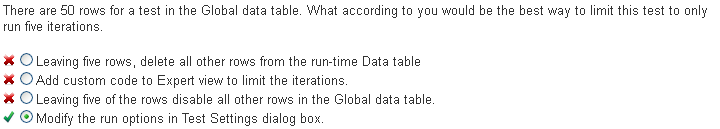 There are 50 rows for a test in the Global data table. What according to you would be the best way to limit this test to only
run five iterations.
Leaving five rows, delete all other rows from the run-time Data table
Add custom code to Expert view to limit the iterations.
Leaving five of the rows disable all other rows in the Global data table.
Modify the run options in Test Settings dialog box.